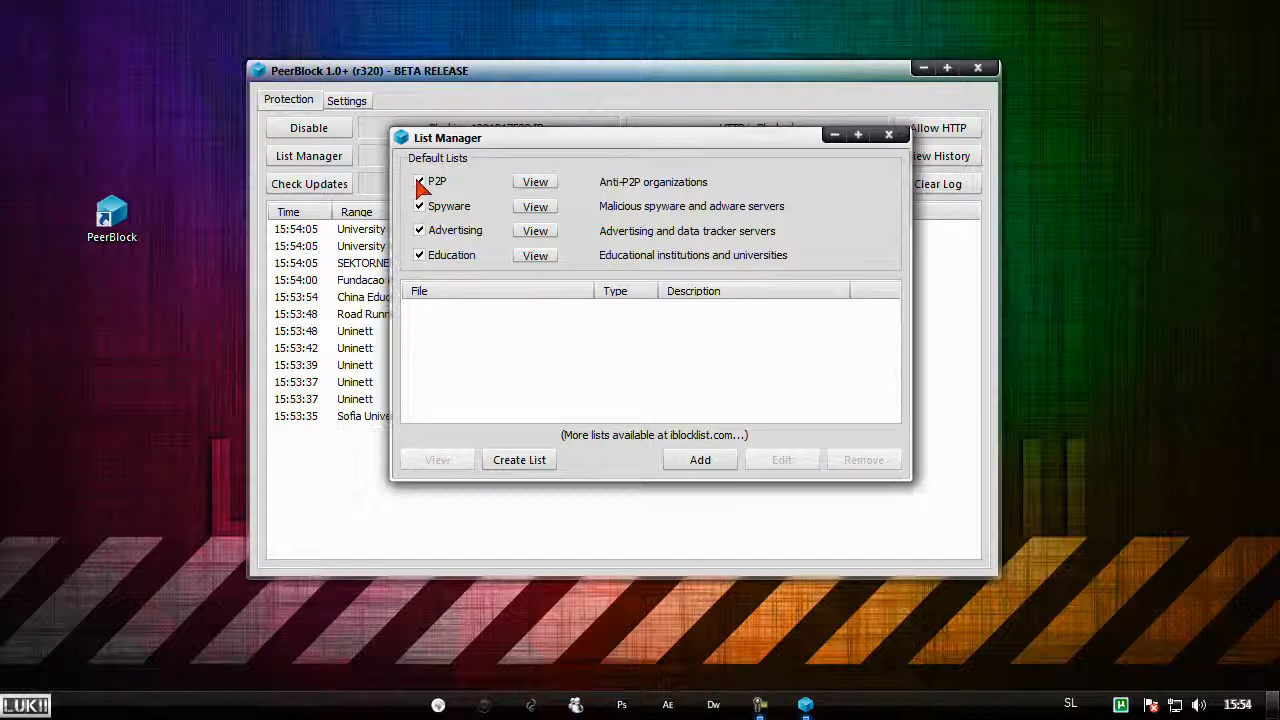 PeerBlock 1.0+ (r320) - BETA RELEASE
Protection Settings
Disable
List Manager
Check Updates
Allow HTTP
View History
Clear Log
Time Range
15:54:05 University
15:54:05 University
15:54:05 SEKTORNE
15:54:00 Fundacao
15:53:54 China Educ
15:53:48 Road Runn
15:53:48 Uninett
15:53:42 Uninett
15:53:39 Uninett
15:53:37 Uninett
15:53:37 Uninett
15:53:35 Sofia Unive
List Manager
Default Lists
P2P View Anti-P2P organizations
Spyware View Malicious spyware and adware servers
Advertising View Advertising and data tracker servers
Education View Educational institutions and universities
File Type Description
(More lists available at iblocklist.com...)
View Create List Add Edit Remove
PeerBlock
LUKII
Ps Ae Dw
SL
15:54